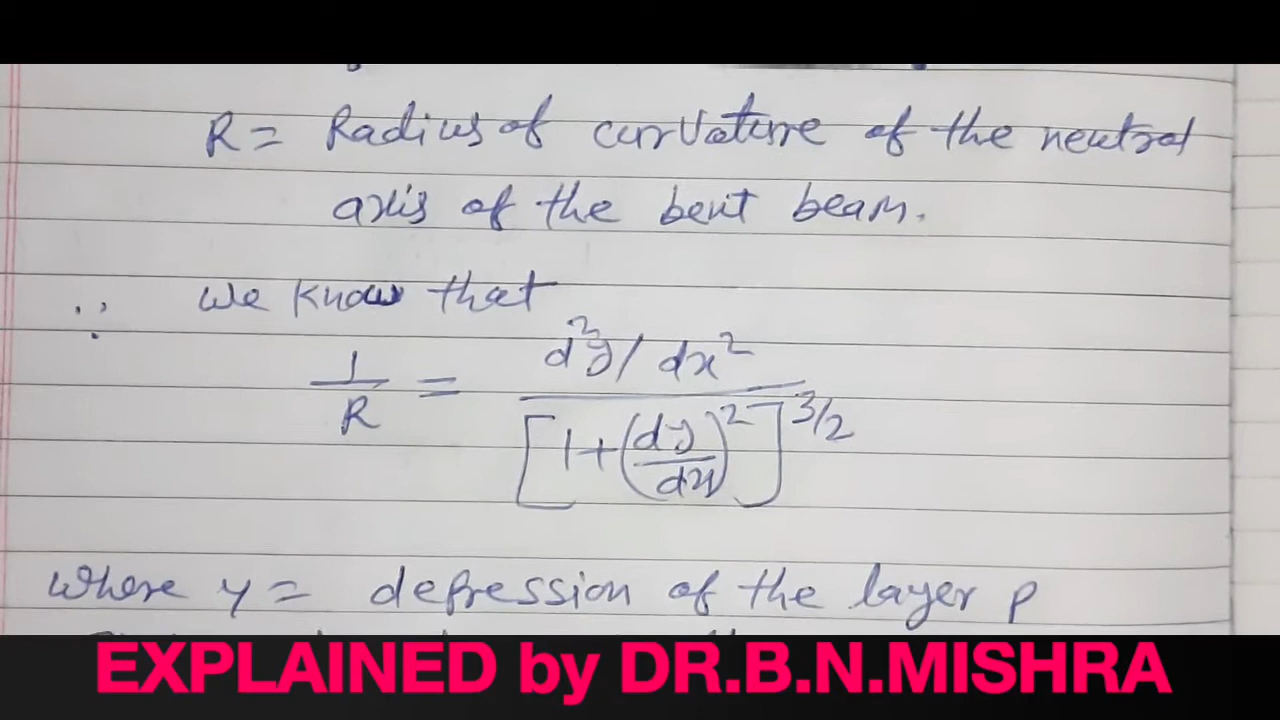 R = Radius of curvature of the neutral
axis of the bent beam.
∵ we know that
1/R = d²y/dx² / [1+(dy/dx)²]^3/2
where y = depression of the layer P
EXPLAINED by DR.B.N.MISHRA